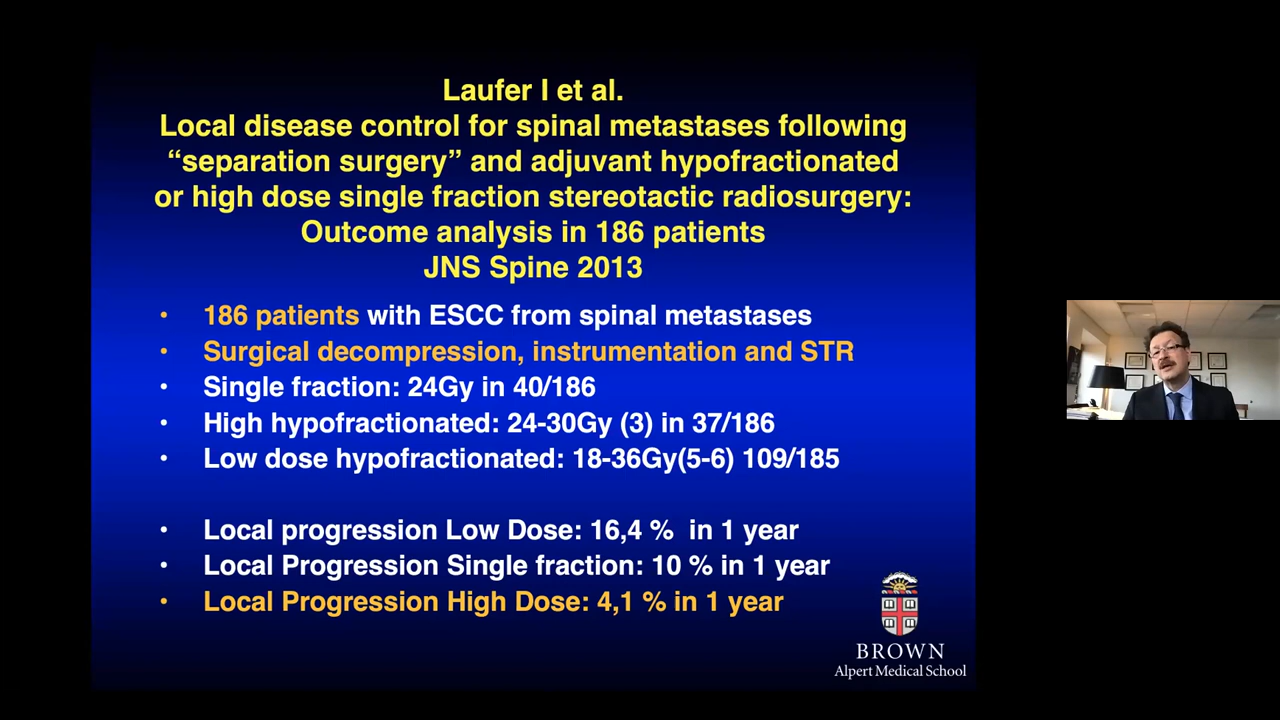 Laufer I et al.
Local disease control for spinal metastases following
“separation surgery” and adjuvant hypofractionated
or high dose single fraction stereotactic radiosurgery:
Outcome analysis in 186 patients
JNS Spine 2013
• 186 patients with ESCC from spinal metastases
• Surgical decompression, instrumentation and STR
• Single fraction: 24Gy in 40/186
• High hypofractionated: 24-30Gy (3) in 37/186
• Low dose hypofractionated: 18-36Gy(5-6) 109/185
• Local progression Low Dose: 16,4 % in 1 year
• Local Progression Single fraction: 10 % in 1 year
• Local Progression High Dose: 4,1 % in 1 year
BROWN
Alpert Medical School